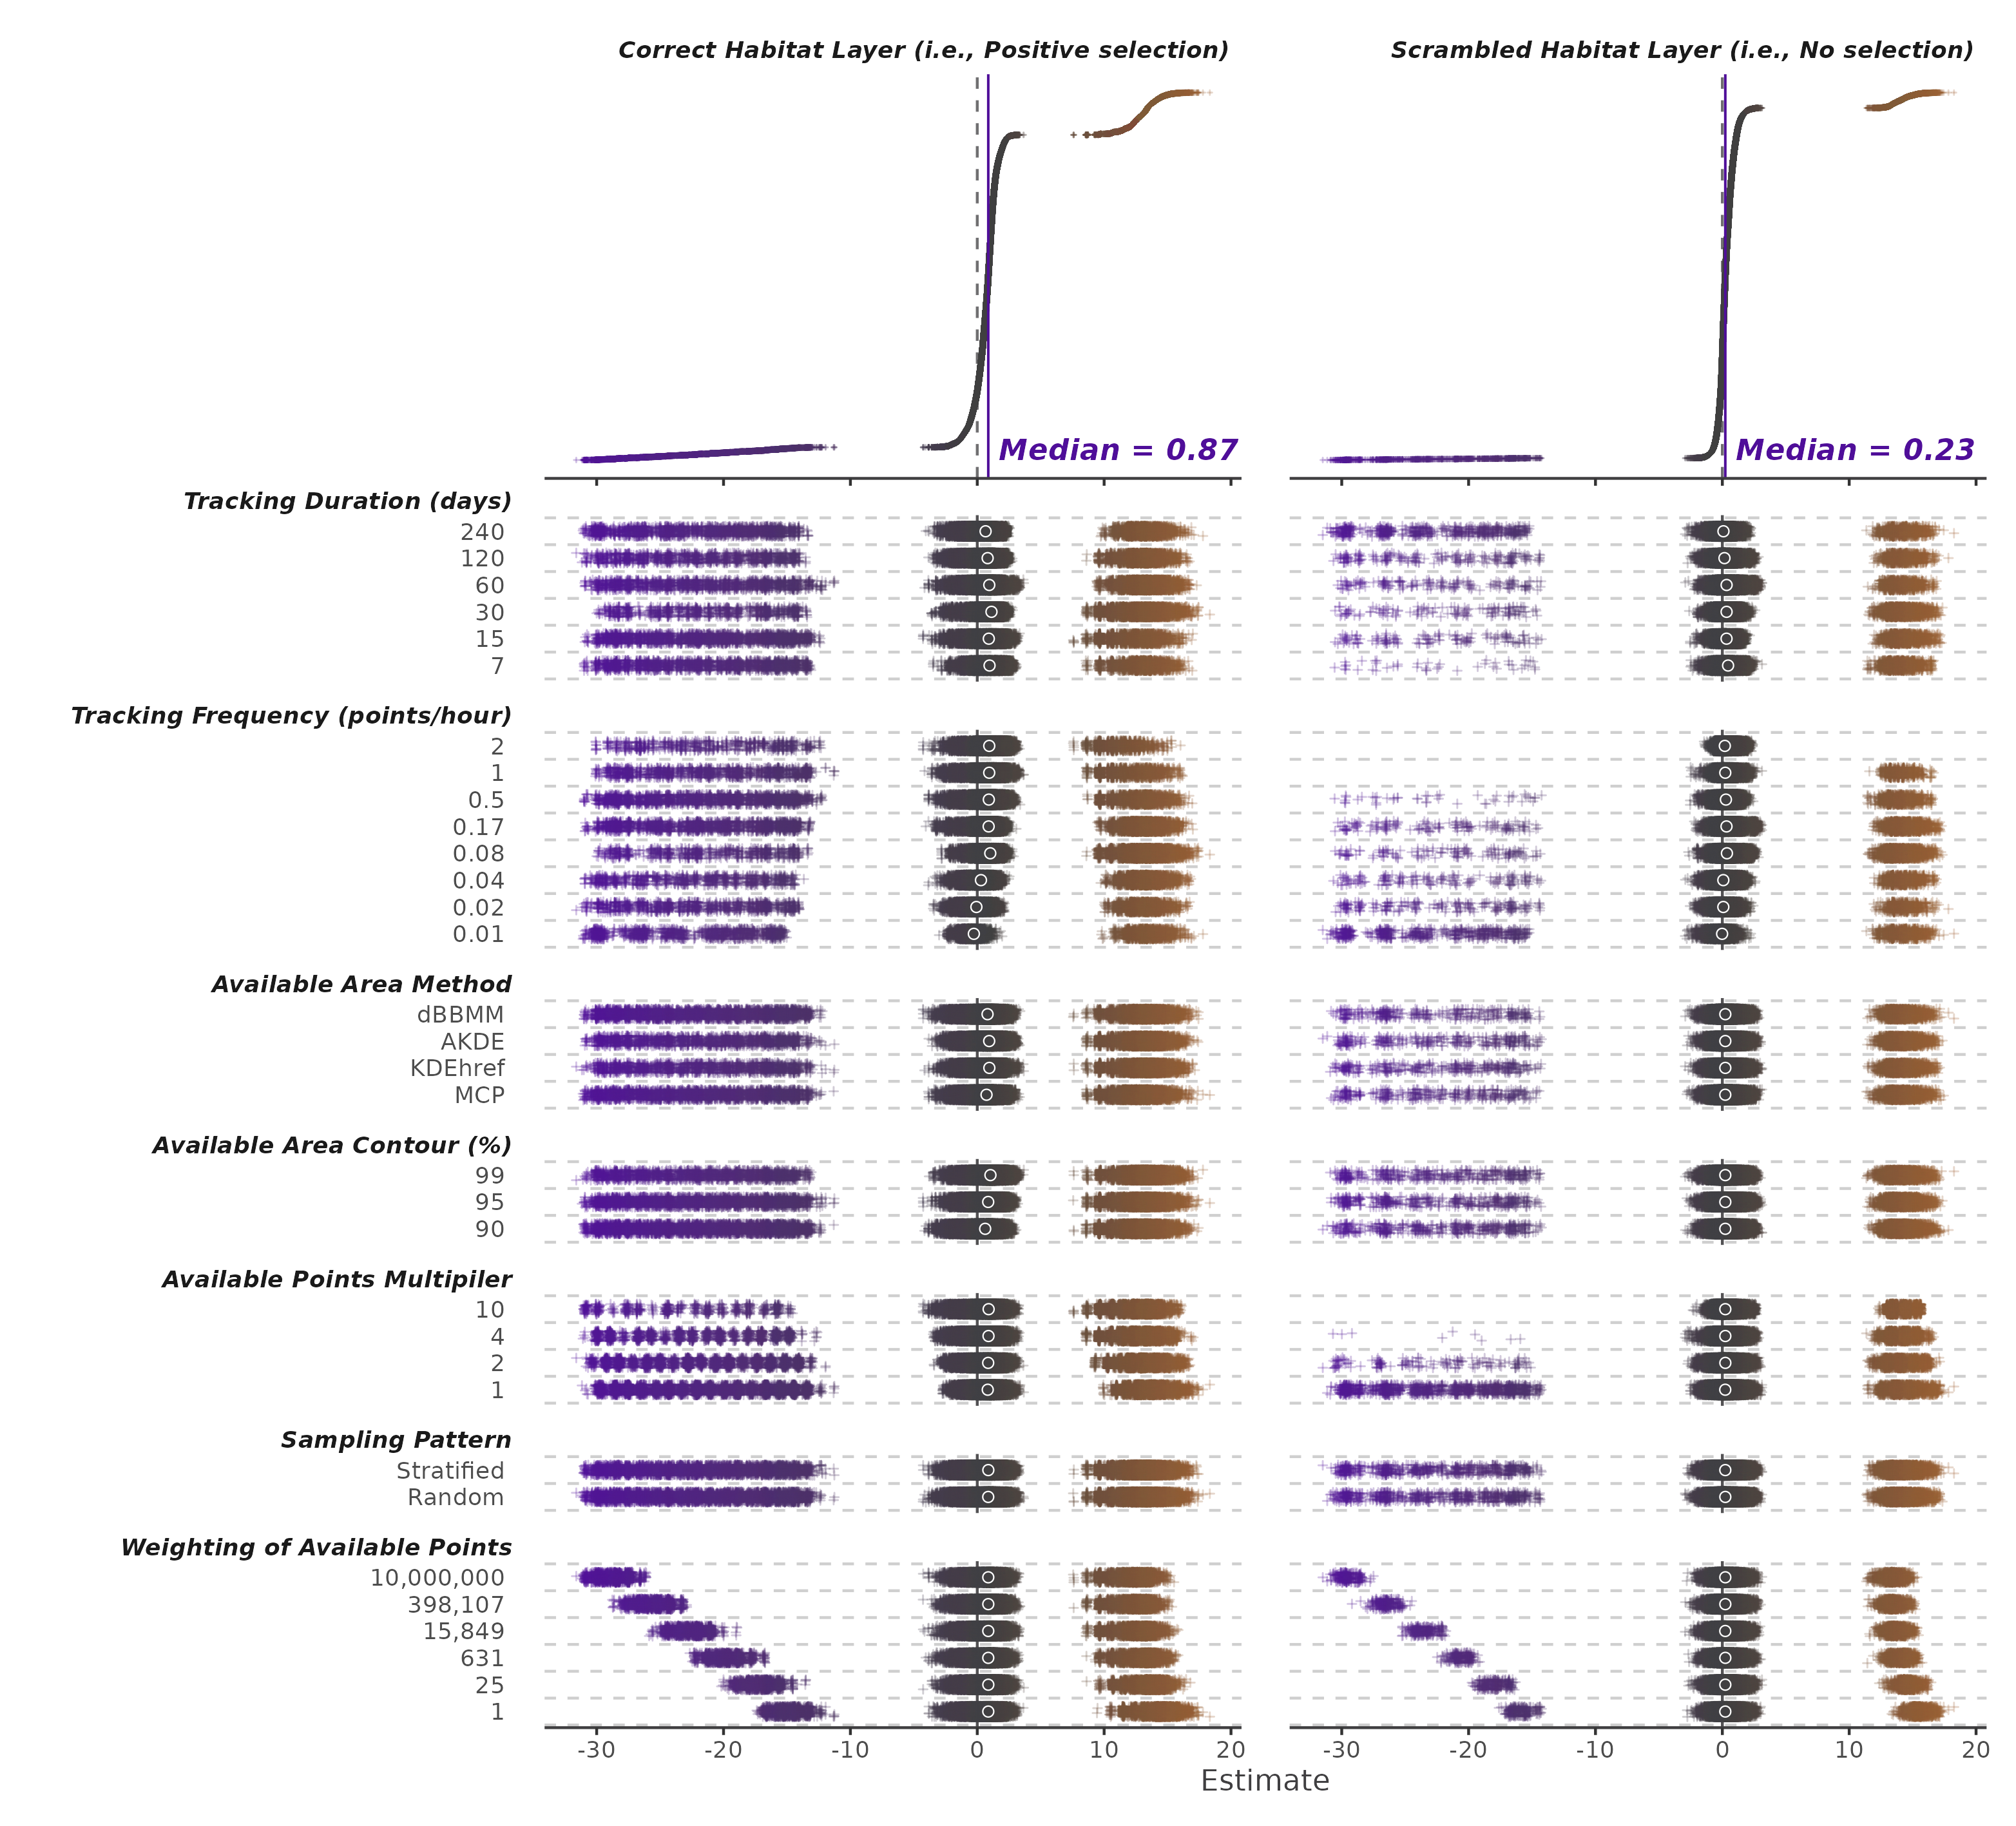 Correct Habitat Layer (i.e., Positive selection)
Scrambled Habitat Layer (i.e., No selection)
Median = 0.87
Median = 0.23
Tracking Duration (days)
240
120
60
30
15
7
Tracking Frequency (points/hour)
2
1
0.5
0.17
0.08
0.04
0.02
0.01
Available Area Method
dBBMM
AKDE
KDEhref
MCP
Available Area Contour (%)
99
95
90
Available Points Multipiler
10
4
2
1
Sampling Pattern
Stratified
Random
Weighting of Available Points
10,000,000
398,107
15,849
631
25
1
-30 -20 -10 0 10 20
-30 -20 -10 0 10 20
Estimate